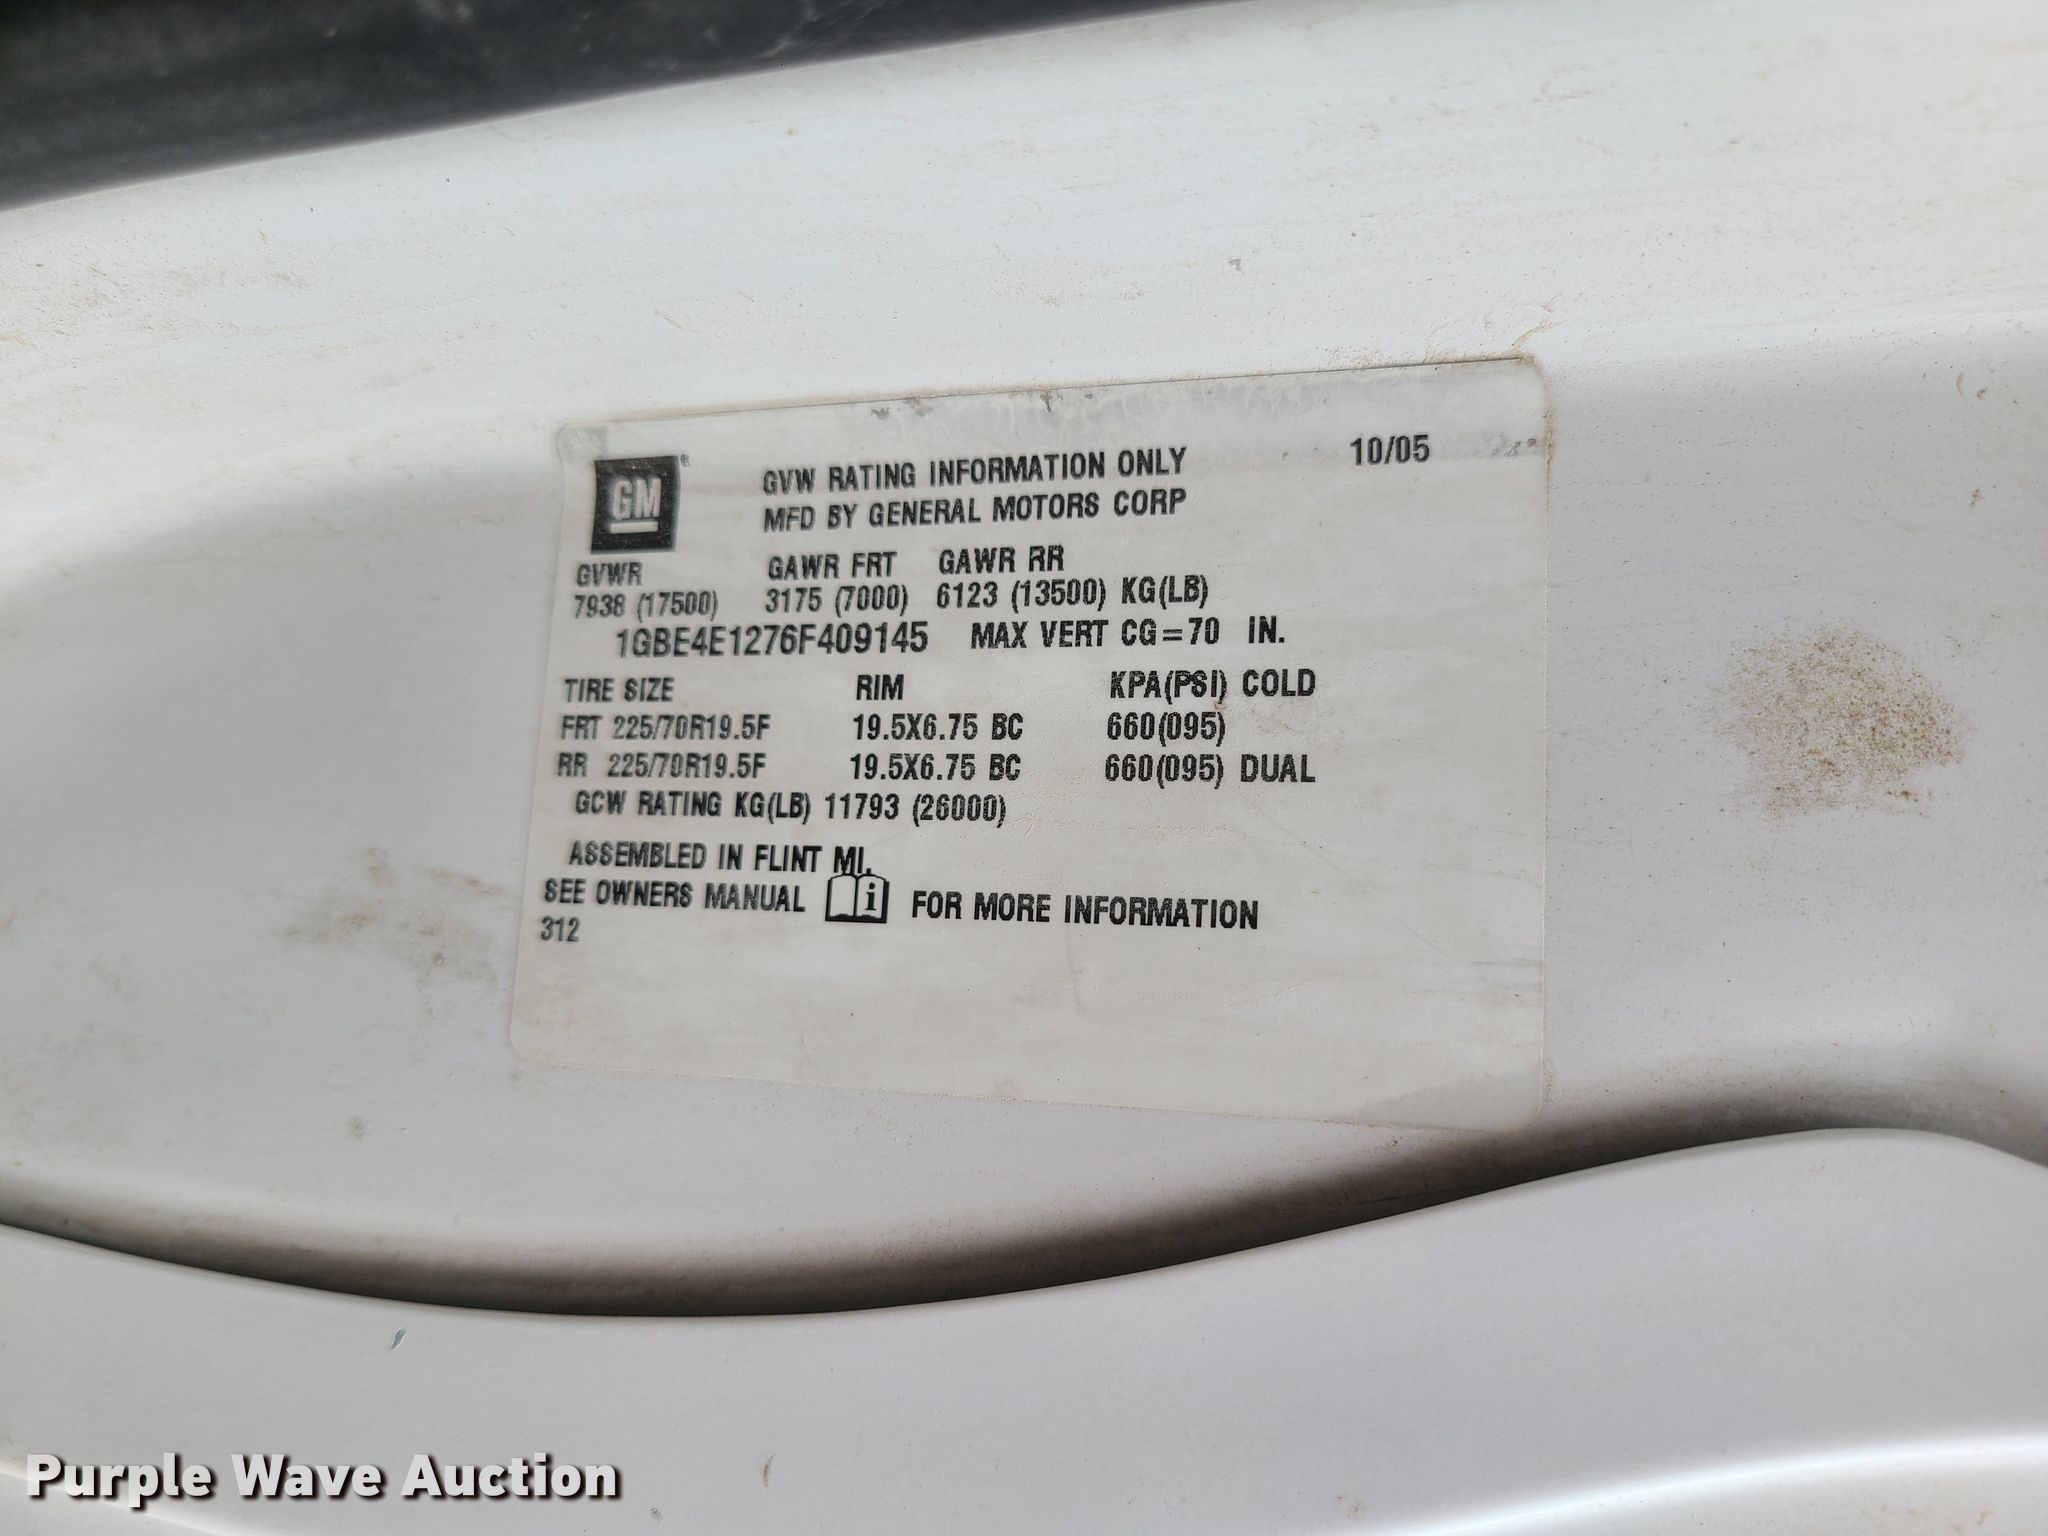 GM ®
GVW RATING INFORMATION ONLY 10/05
MFD BY GENERAL MOTORS CORP
GVWR GAWR FRT GAWR RR
7938 (17500) 3175 (7000) 6123 (13500) KG(LB)
1GBE4E1276F409145 MAX VERT CG=70 IN.
TIRE SIZE RIM KPA(PSI) COLD
FRT 225/70R19.5F 19.5X6.75 BC 660(095)
RR 225/70R19.5F 19.5X6.75 BC 660(095) DUAL
GCW RATING KG(LB) 11793 (26000)
ASSEMBLED IN FLINT MI.
SEE OWNERS MANUAL i FOR MORE INFORMATION
312
Purple Wave Auction